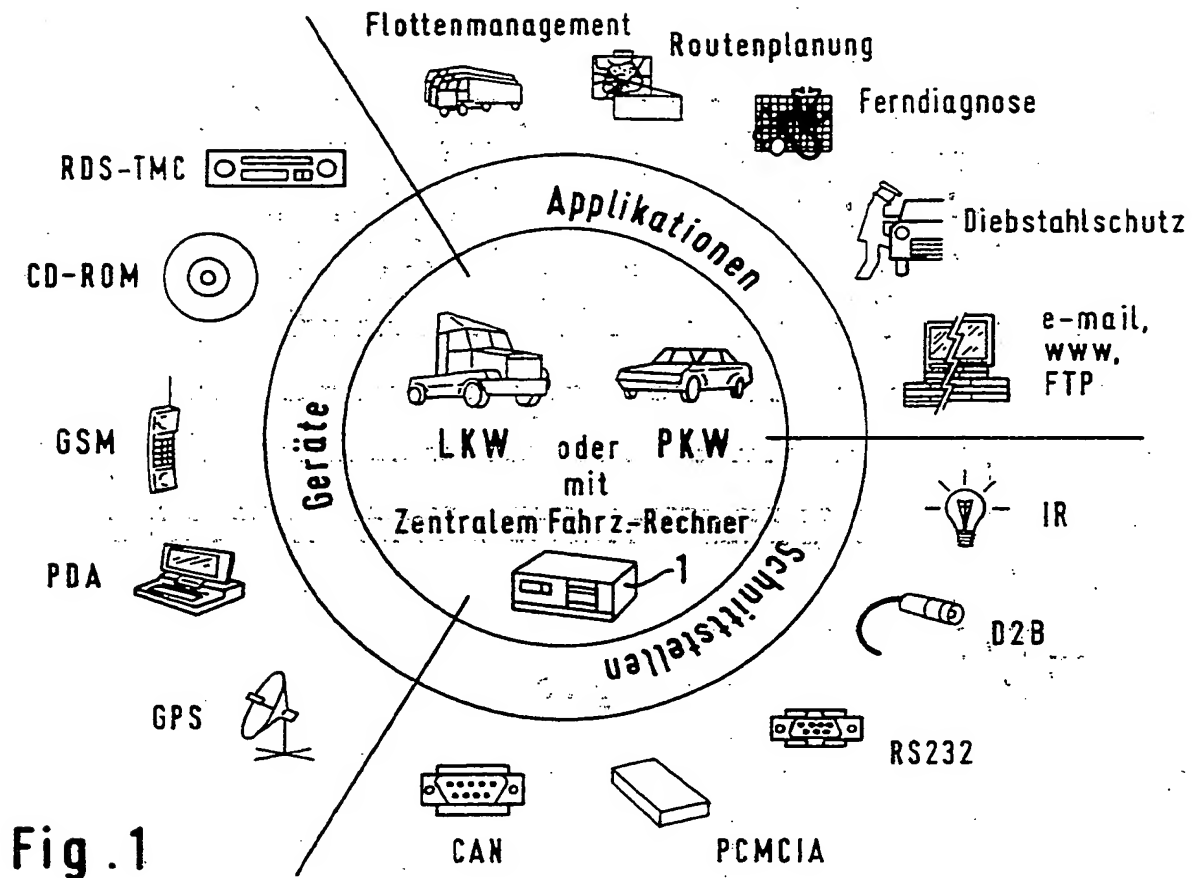 Flottenmanagement
Routenplanung
Ferndiagnose
RDS-TMC
Applikationen
Diebstahlschutz
CD-ROM
e-mail,
www,
FTP
Geräte
GSM
LKW oder PKW
mit
Zentralem Fahrz.-Rechner
1
IR
PDA
Schnittstellen
D2B
GPS
RS232
CAN
PCMCIA
Fig.1